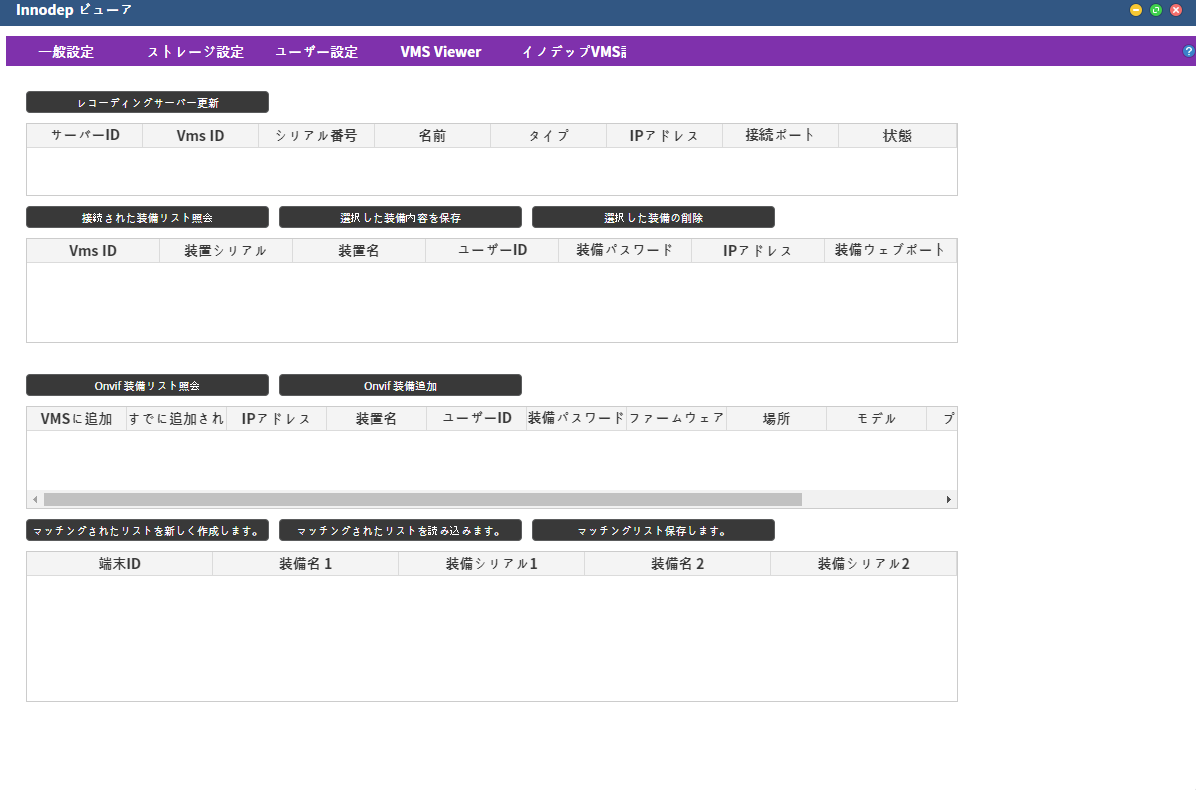 Innodep ビューア
一般設定 ストレージ設定 ユーザー設定 VMS Viewer イノデップVMS
?
レコーディングサーバー更新
サーバーID Vms ID シリアル番号 名前 タイプ IPアドレス 接続ポート 状態
接続された装備リスト照会 選択した装備内容を保存 選択した装備の削除
Vms ID 装置シリアル 装置名 ユーザーID 装備パスワード IPアドレス 装備ウェブポート
Onvif 装備リスト照会 Onvif 装備追加
VMSに追加 すでに追加され IPアドレス 装置名 ユーザーID 装備パスワード ファームウェア 場所 モデル プ
マッチングされたリストを新しく作成します。 マッチングされたリストを読み込みます。 マッチングリスト保存します。
端末ID 装備名 1 装備シリアル1 装備名 2 装備シリアル2